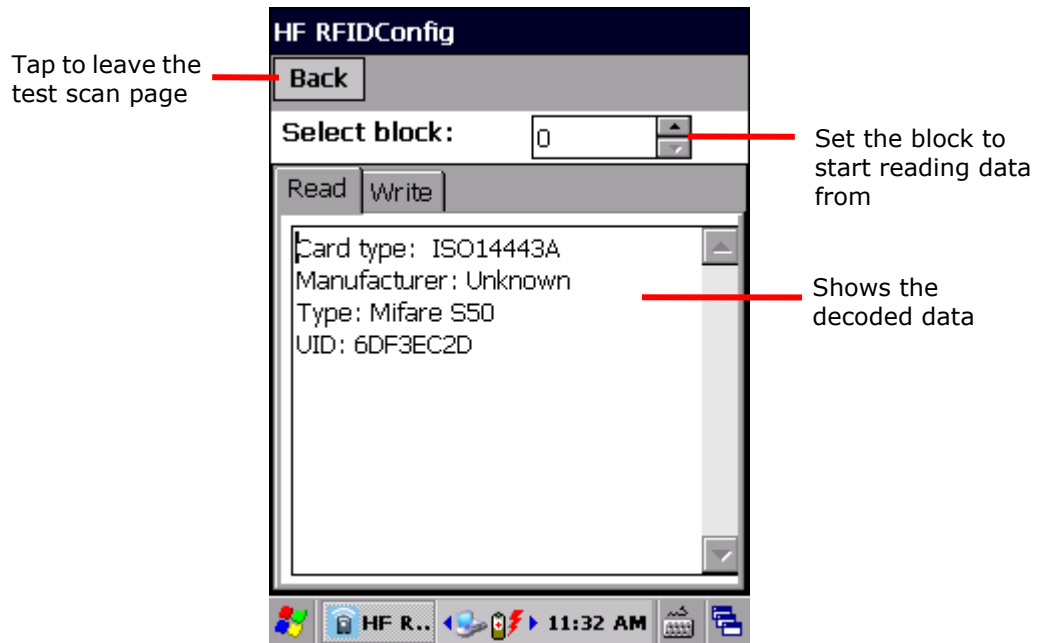 HF RFIDConfig
Tap to leave the
test scan page
Back
Select block:
0
Set the block to
start reading data
from
Read
Write
Card type: ISO14443A
Manufacturer: Unknown
Type: Mifare S50
UID: 6DF3EC2D
Shows the
decoded data
HF R..
11:32 AM